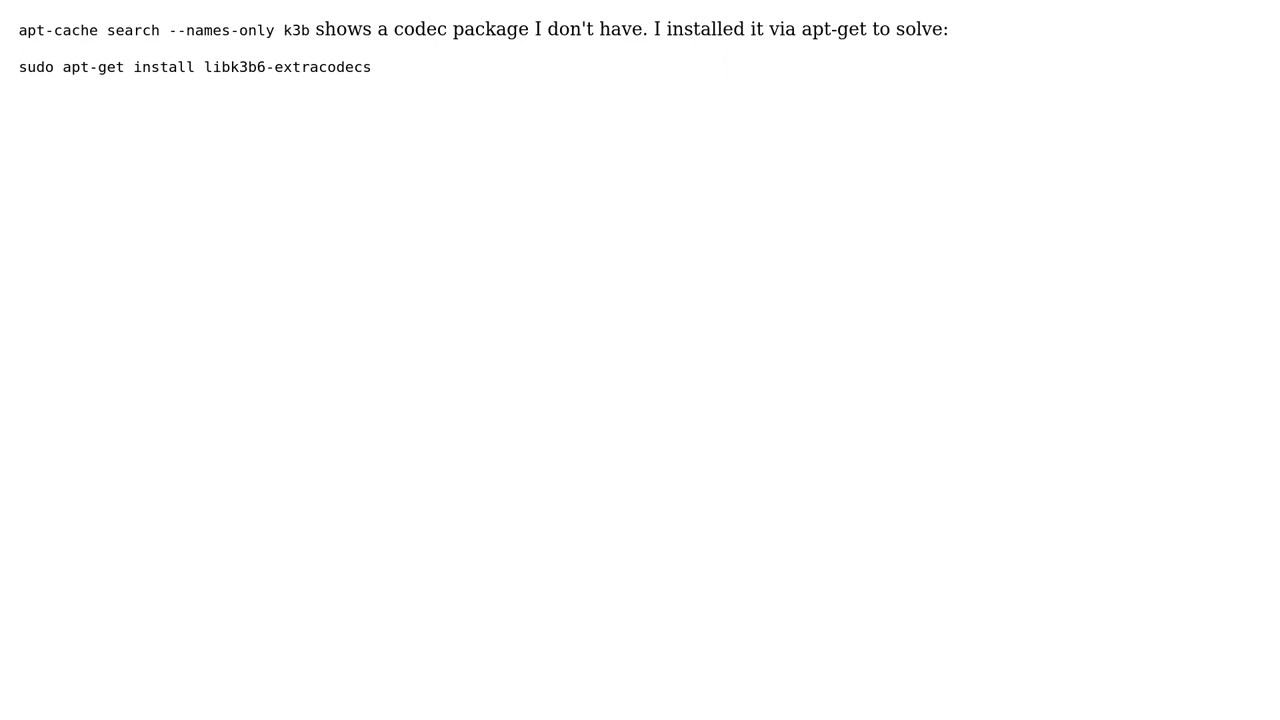 apt-cache search --names-only k3b shows a codec package I don't have. I installed it via apt-get to solve:
sudo apt-get install libk3b6-extracodecs